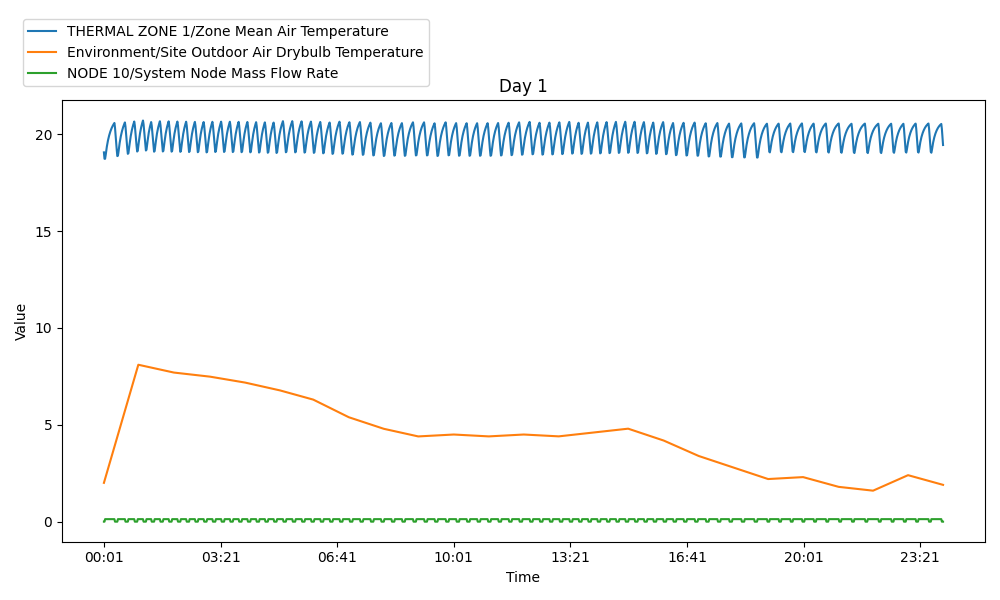 THERMAL ZONE 1/Zone Mean Air Temperature
Environment/Site Outdoor Air Drybulb Temperature
NODE 10/System Node Mass Flow Rate
Day 1
20
15
10
5
0
Value
00:01 03:21 06:41 10:01 13:21 16:41 20:01 23:21
Time